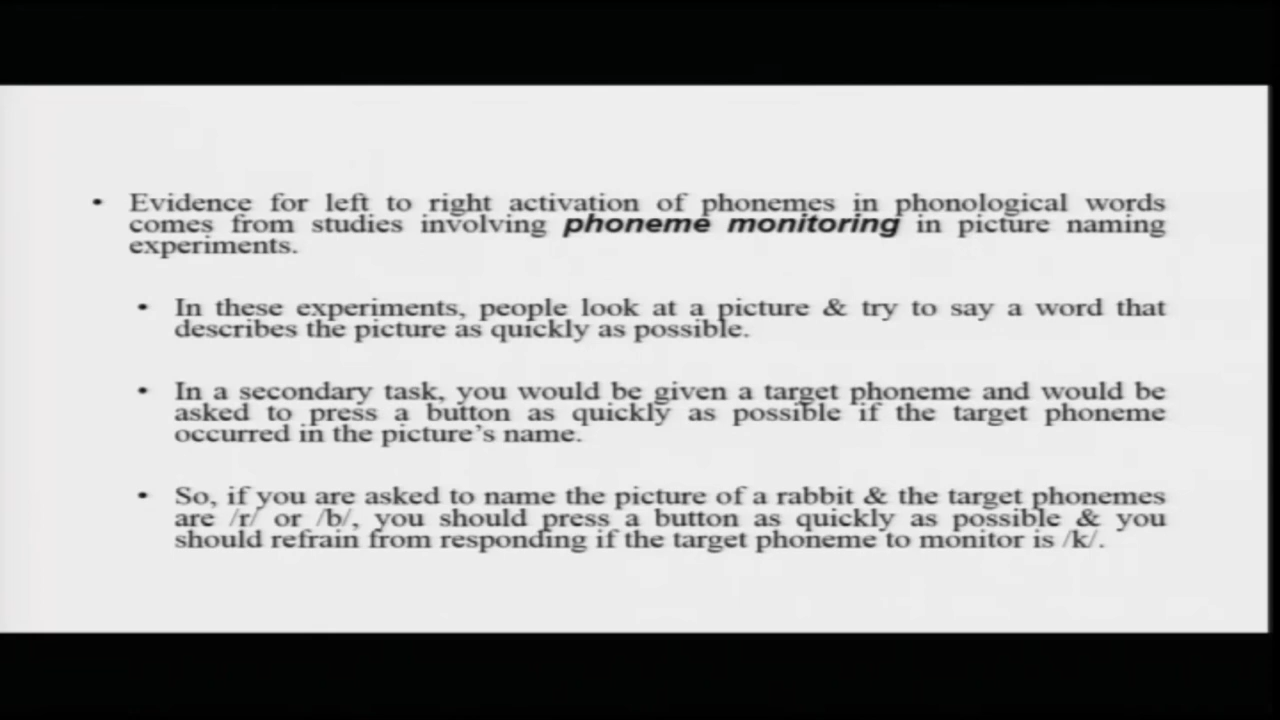 • Evidence for left to right activation of phonemes in phonological words
comes from studies involving phoneme monitoring in picture naming
experiments.
• In these experiments, people look at a picture & try to say a word that
describes the picture as quickly as possible.
• In a secondary task, you would be given a target phoneme and would be
asked to press a button as quickly as possible if the target phoneme
occurred in the picture's name.
• So, if you are asked to name the picture of a rabbit & the target phonemes
are /r/ or /b/, you should press a button as quickly as possible & you
should refrain from responding if the target phoneme to monitor is /k/.